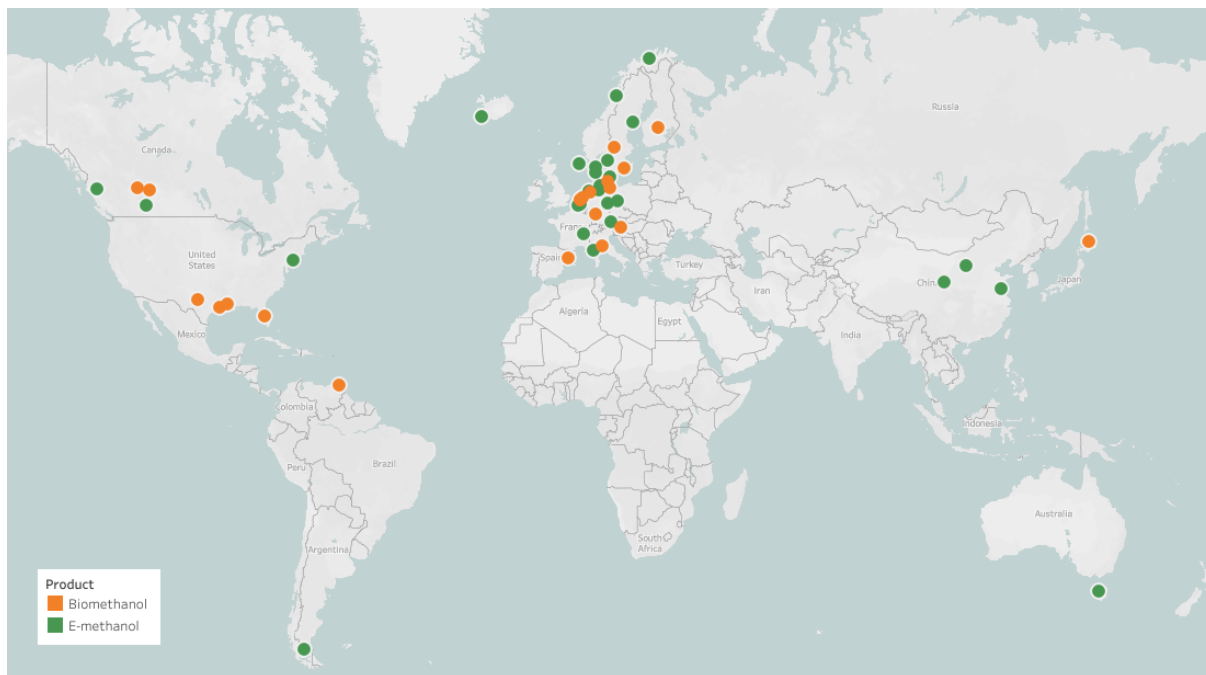 Russia
Canada
United
States
France
Spain
Turkey
Iran
China
Japan
Mexico
Algeria
Egypt
India
Colombia
Indonesia
Peru
Brazil
Australia
South
Africa
Argentina
Product
Biomethanol
E-methanol